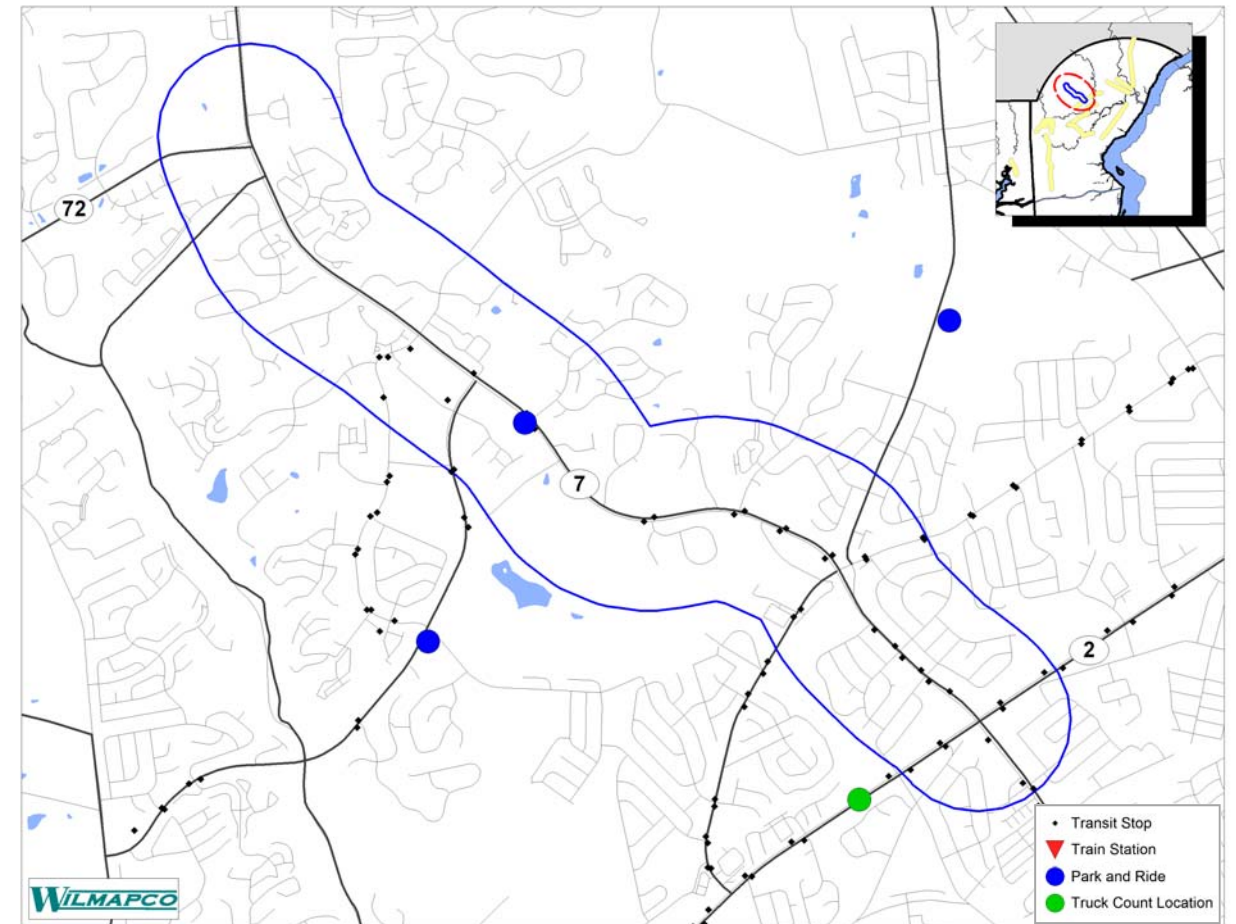 72
7
2
Transit Stop
Train Station
Park and Ride
Truck Count Location
WILMAPCO